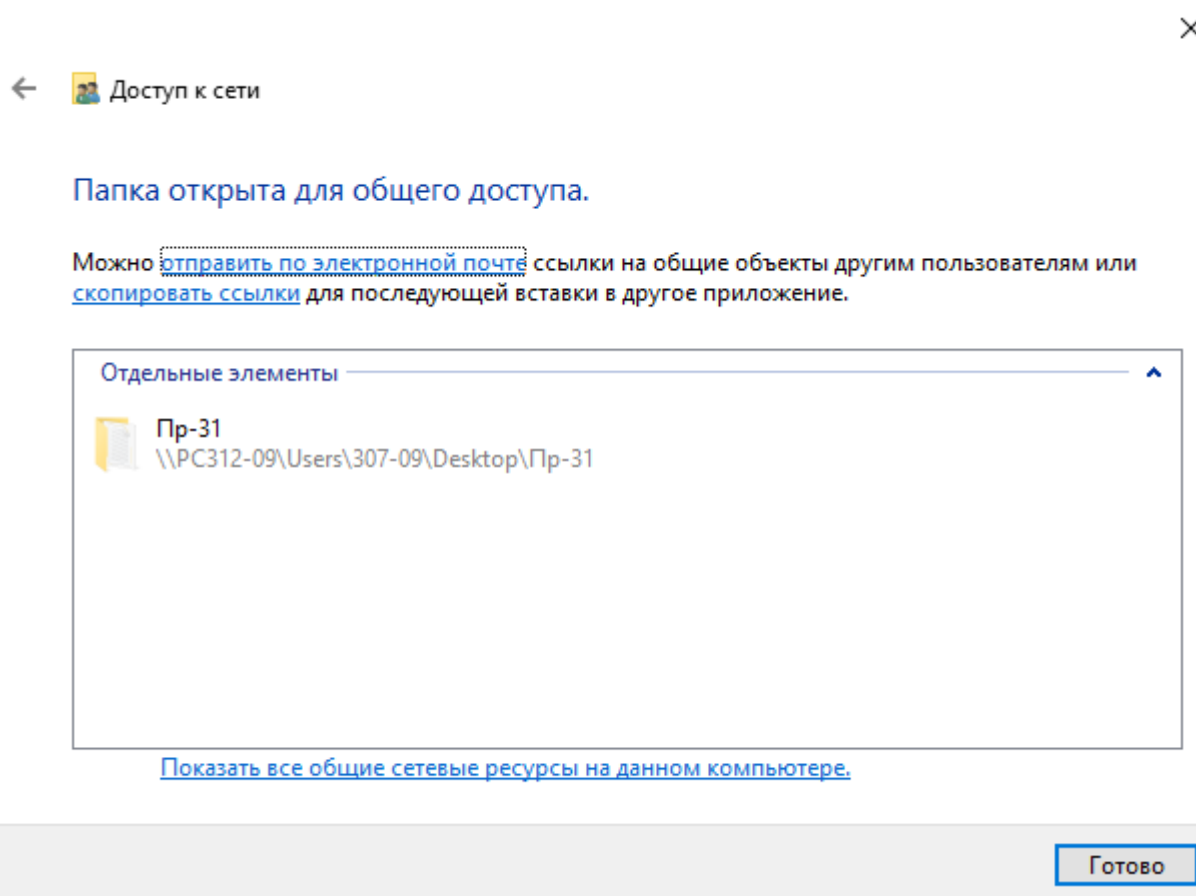 Доступ к сети
Папка открыта для общего доступа.
Можно отправить по электронной почте ссылки на общие объекты другим пользователям или
скопировать ссылки для последующей вставки в другое приложение.
Отдельные элементы
Пр-31
\\PC312-09\Users\307-09\Desktop\Пр-31
Показать все общие сетевые ресурсы на данном компьютере.
Готово